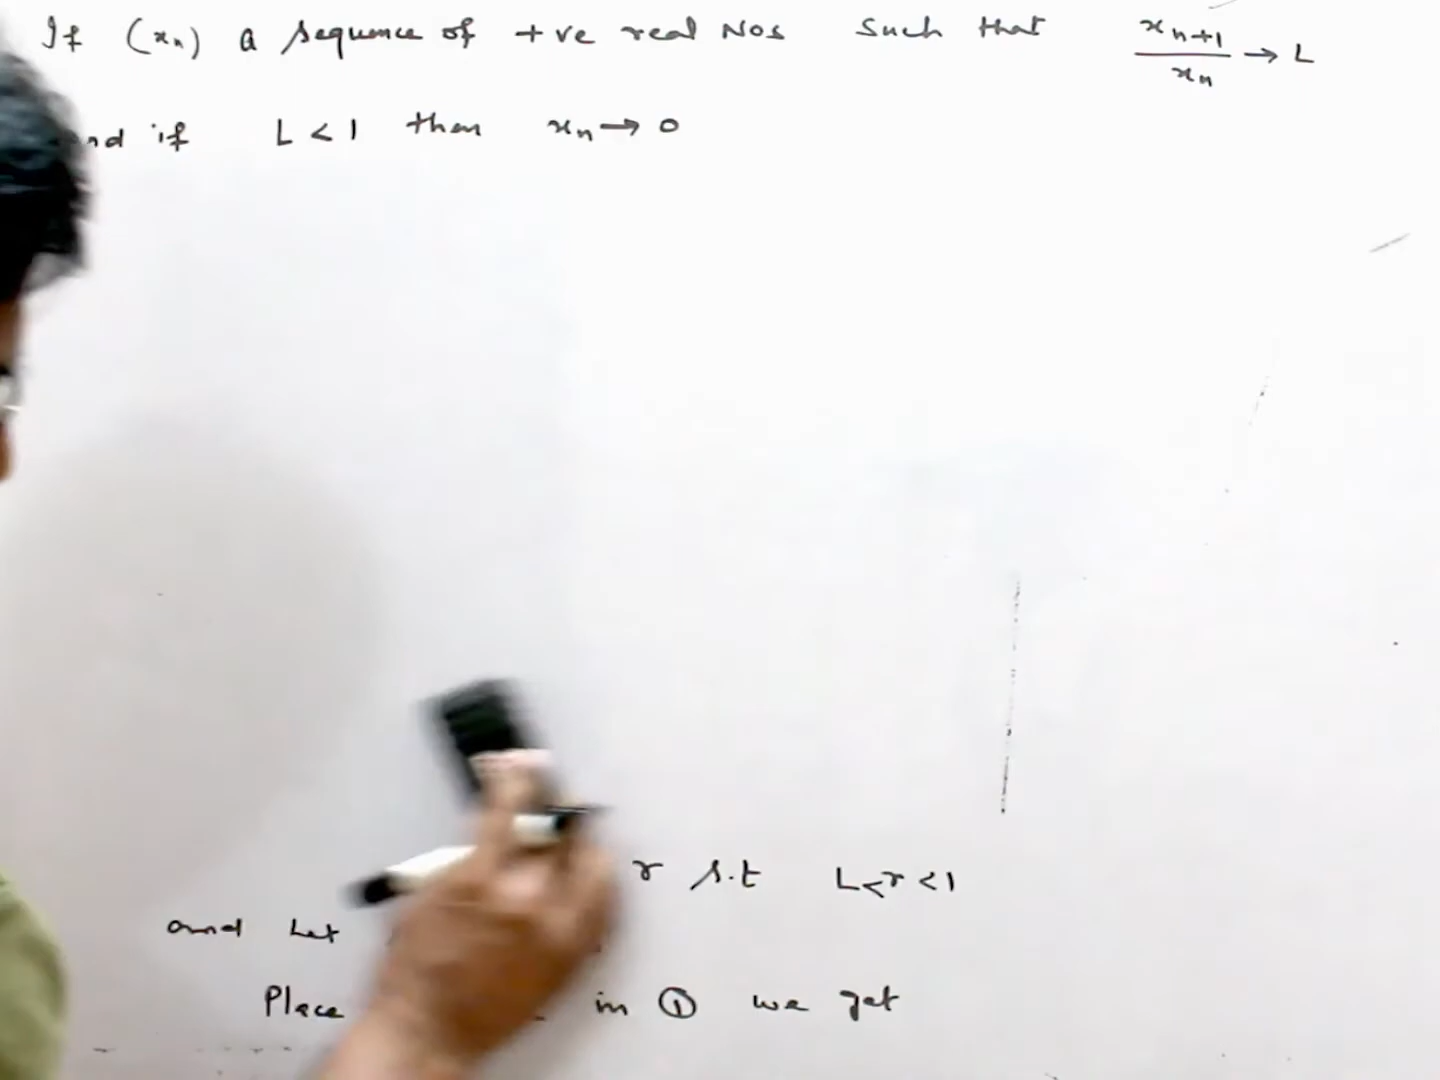 If (xₙ) a sequence of +ve real Nos such that xₙ₊₁/xₙ → L
if L < 1 then xₙ → 0
r s.t L<r<1
and Let
Place in ① we get